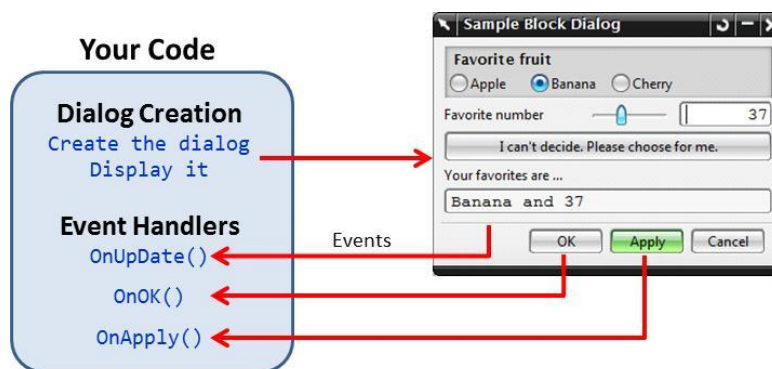 Your Code
Dialog Creation
Create the dialog
Display it
Event Handlers
OnUpDate()
OnOK()
OnApply()
Events
Sample Block Dialog
Favorite fruit
Apple Banana Cherry
Favorite number 37
I can't decide. Please choose for me.
Your favorites are ...
Banana and 37
OK Apply Cancel